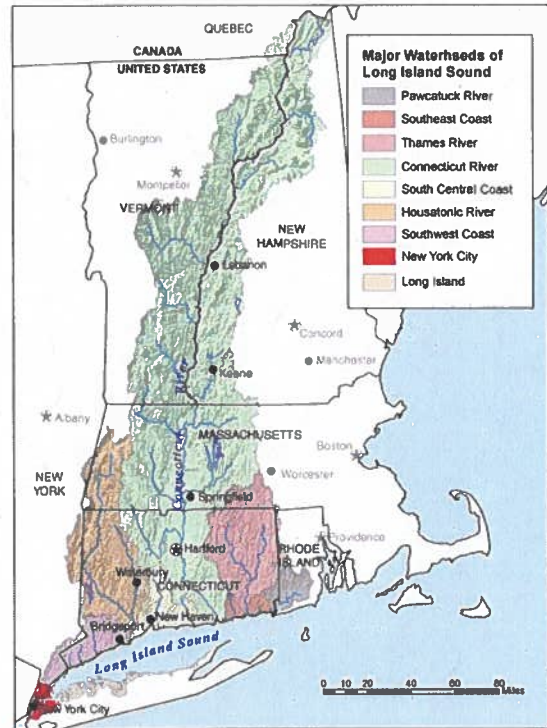 QUEBEC
CANADA
UNITED STATES
Major Waterhseds of
Long Island Sound
Pawcatuck River
Southeast Coast
Thames River
Connecticut River
South Central Coast
Housatonic River
Southwest Coast
New York City
Long Island
Burlington
Montpelier
VERMONT
NEW
HAMPSHIRE
Lebanon
Concord
Manchester
Keene
River
Connecticut
Albany
MASSACHUSETTS
Boston
NEW
YORK
Worcester
Springfield
Providence
Hartford
RHODE
ISLAND
Waterbury
CONNECTICUT
New Haven
Bridgeport
Long Island Sound
New York City
0 10 20 40 60 80
Miles